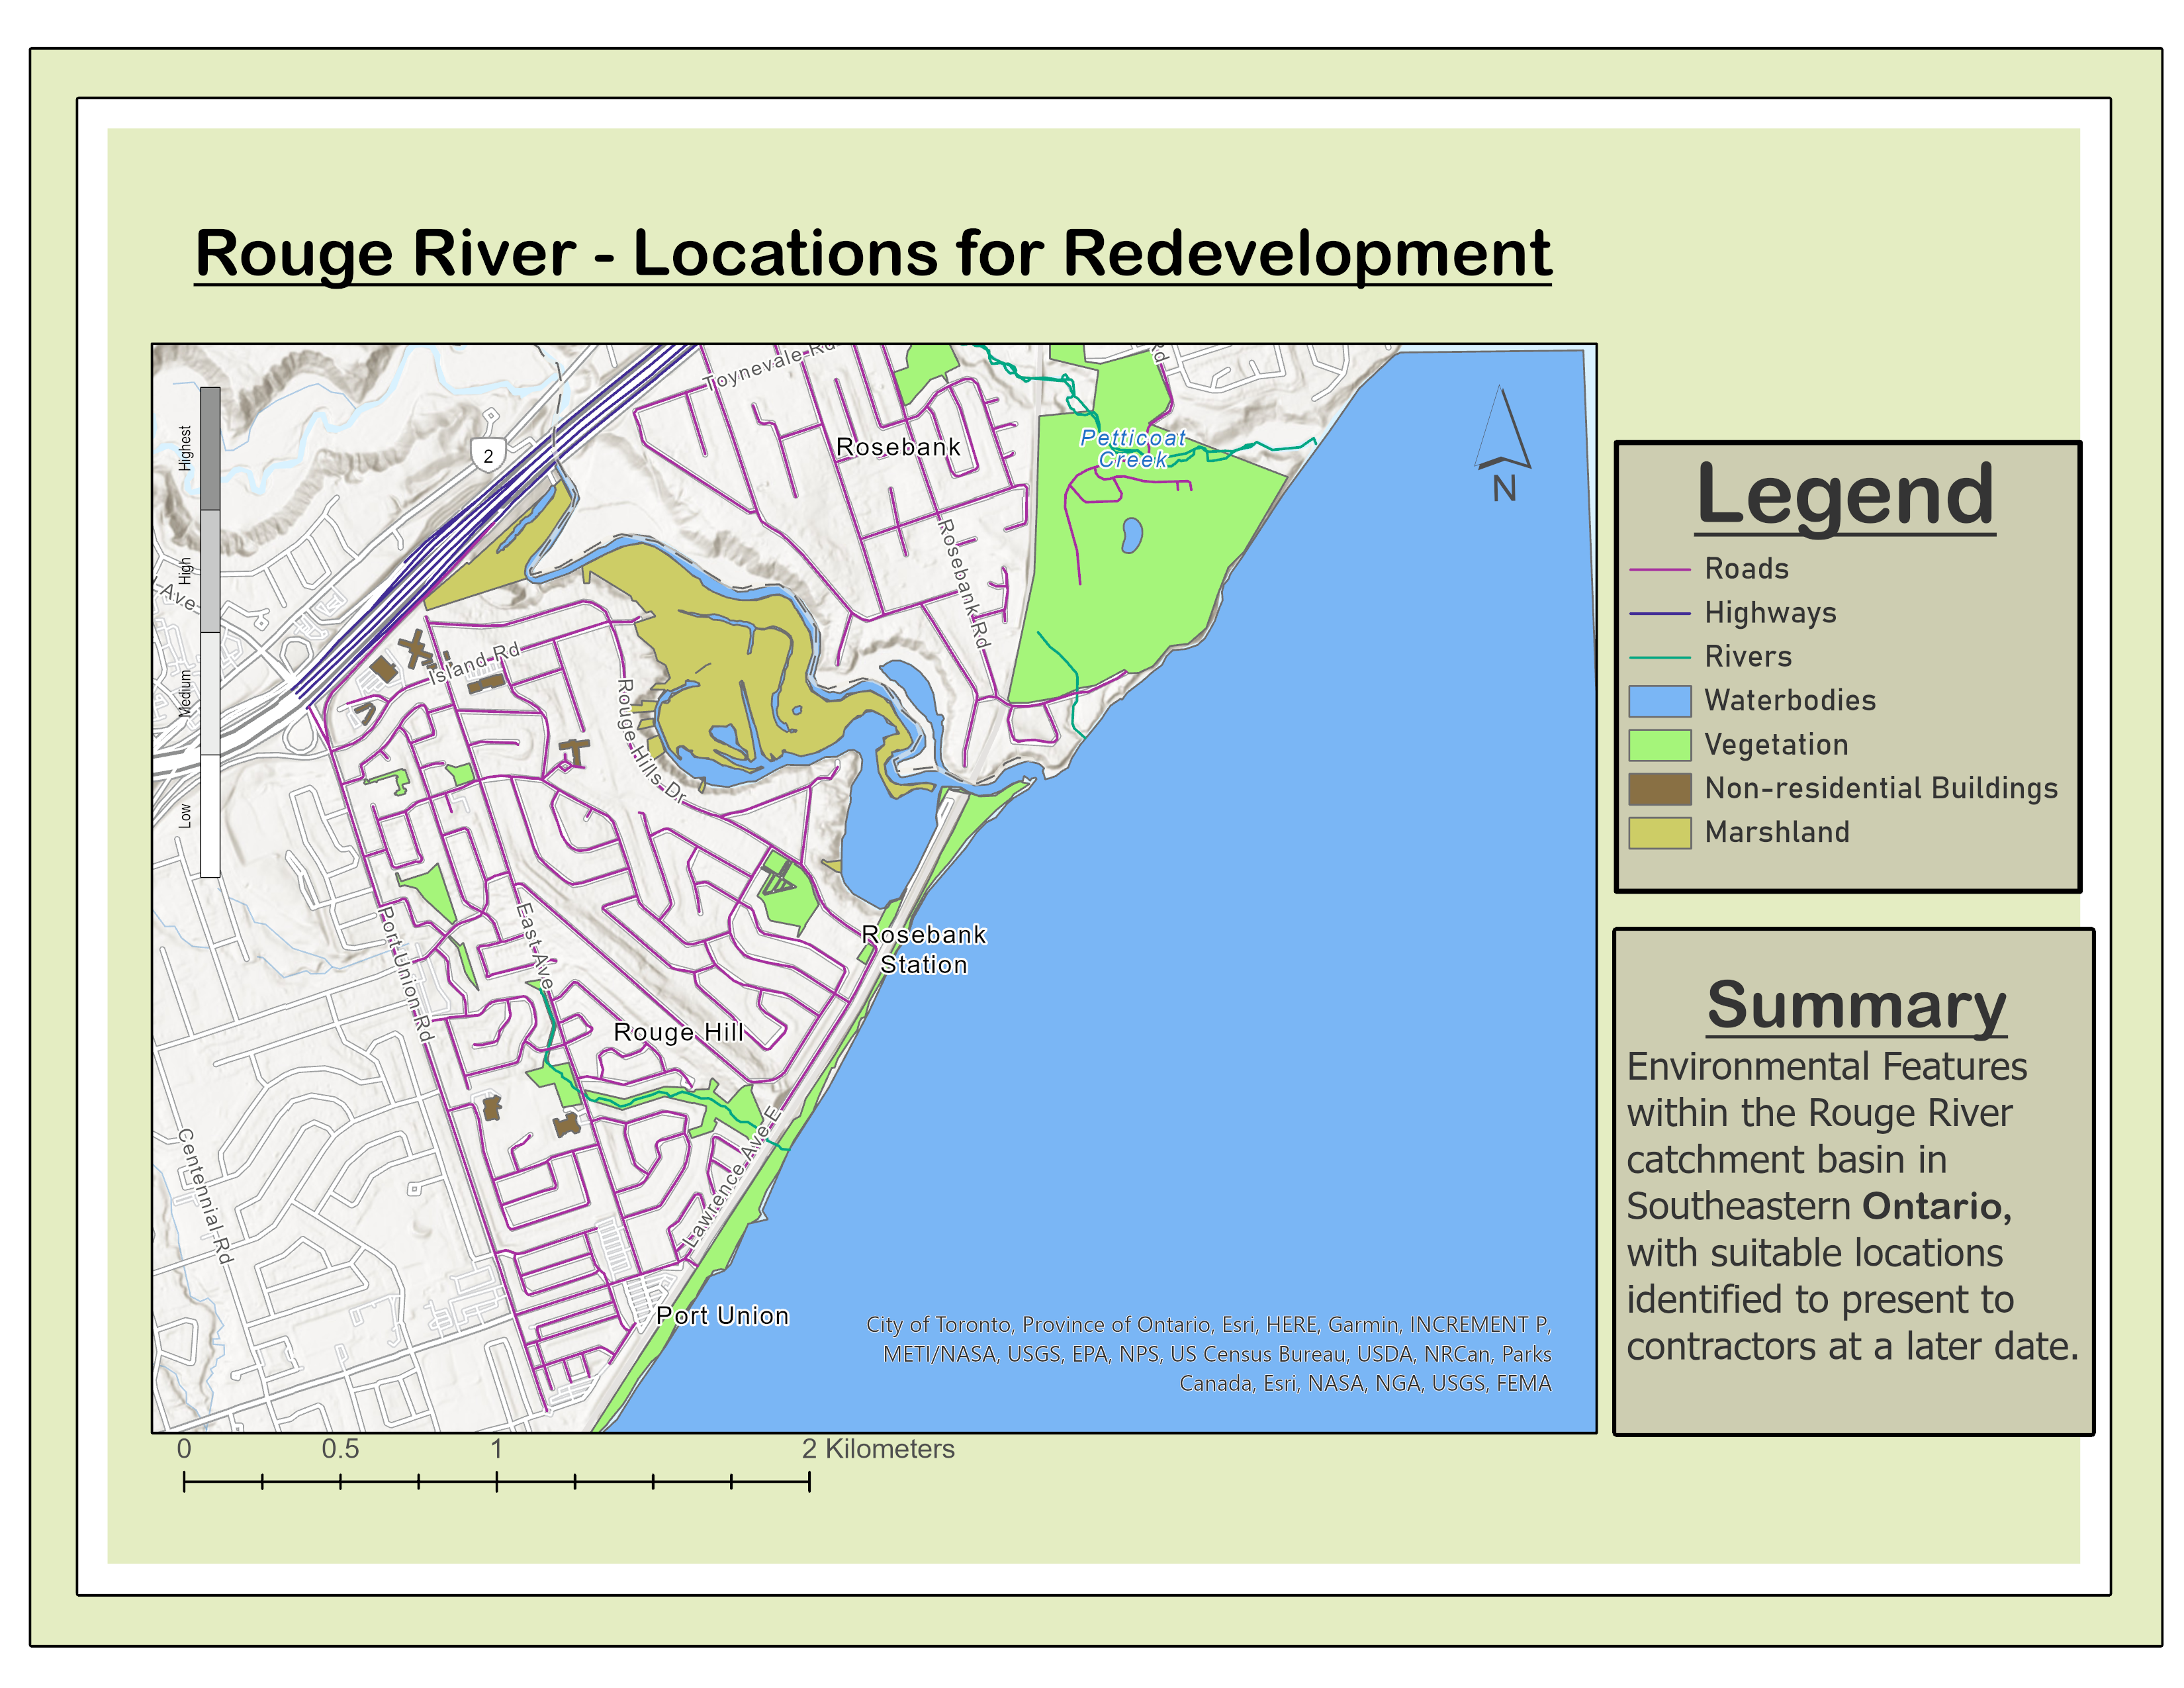 Rouge River - Locations for Redevelopment
Toynevale Rd
Rd
Highest
High
Medium
Low
2
Rosebank
Petticoat
Creek
N
Ave
Island Rd
Rosebank Rd
Rouge Hills Dr
Port Union Rd
East Ave
Rosebank
Station
Rouge Hill
Centennial Rd
Lawrence Ave E
Port Union
City of Toronto, Province of Ontario, Esri, HERE, Garmin, INCREMENT P,
METI/NASA, USGS, EPA, NPS, US Census Bureau, USDA, NRCan, Parks
Canada, Esri, NASA, NGA, USGS, FEMA
0 0.5 1 2 Kilometers
Legend
Roads
Highways
Rivers
Waterbodies
Vegetation
Non-residential Buildings
Marshland
Summary
Environmental Features
within the Rouge River
catchment basin in
Southeastern Ontario,
with suitable locations
identified to present to
contractors at a later date.